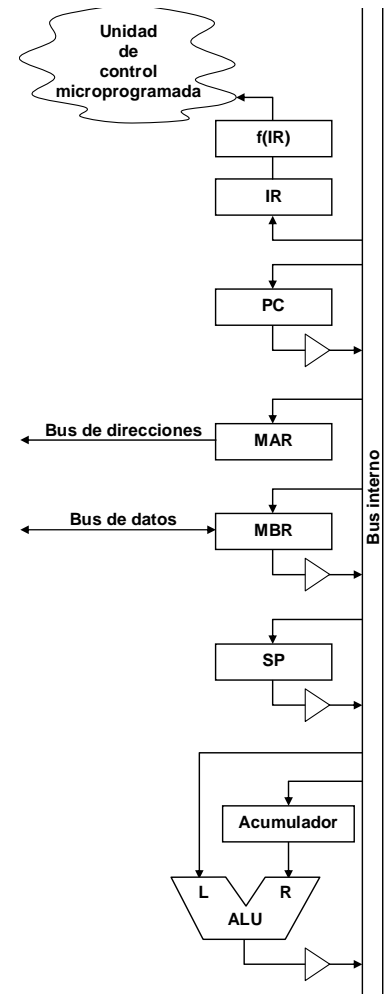 Unidad
de
control
microprogramada
f(IR)
IR
PC
Bus de direcciones
MAR
Bus interno
Bus de datos
MBR
SP
Acumulador
L
R
ALU